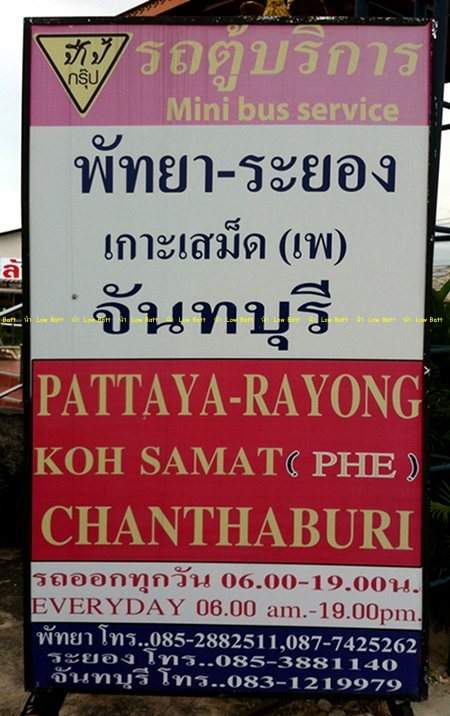 ปีโป้
กรุ๊ป
รถตู้บริการ
Mini bus service
พัทยา-ระยอง
เกาะเสม็ด (เพ)
จันทบุรี
PATTAYA-RAYONG
KOH SAMAT ( PHE )
CHANTHABURI
รถออกทุกวัน 06.00-19.00น.
EVERYDAY 06.00 am.-19.00pm.
พัทยา โทร..085-2882511,087-7425262
ระยอง โทร..085-3881140
จันทบุรี โทร..083-1219979